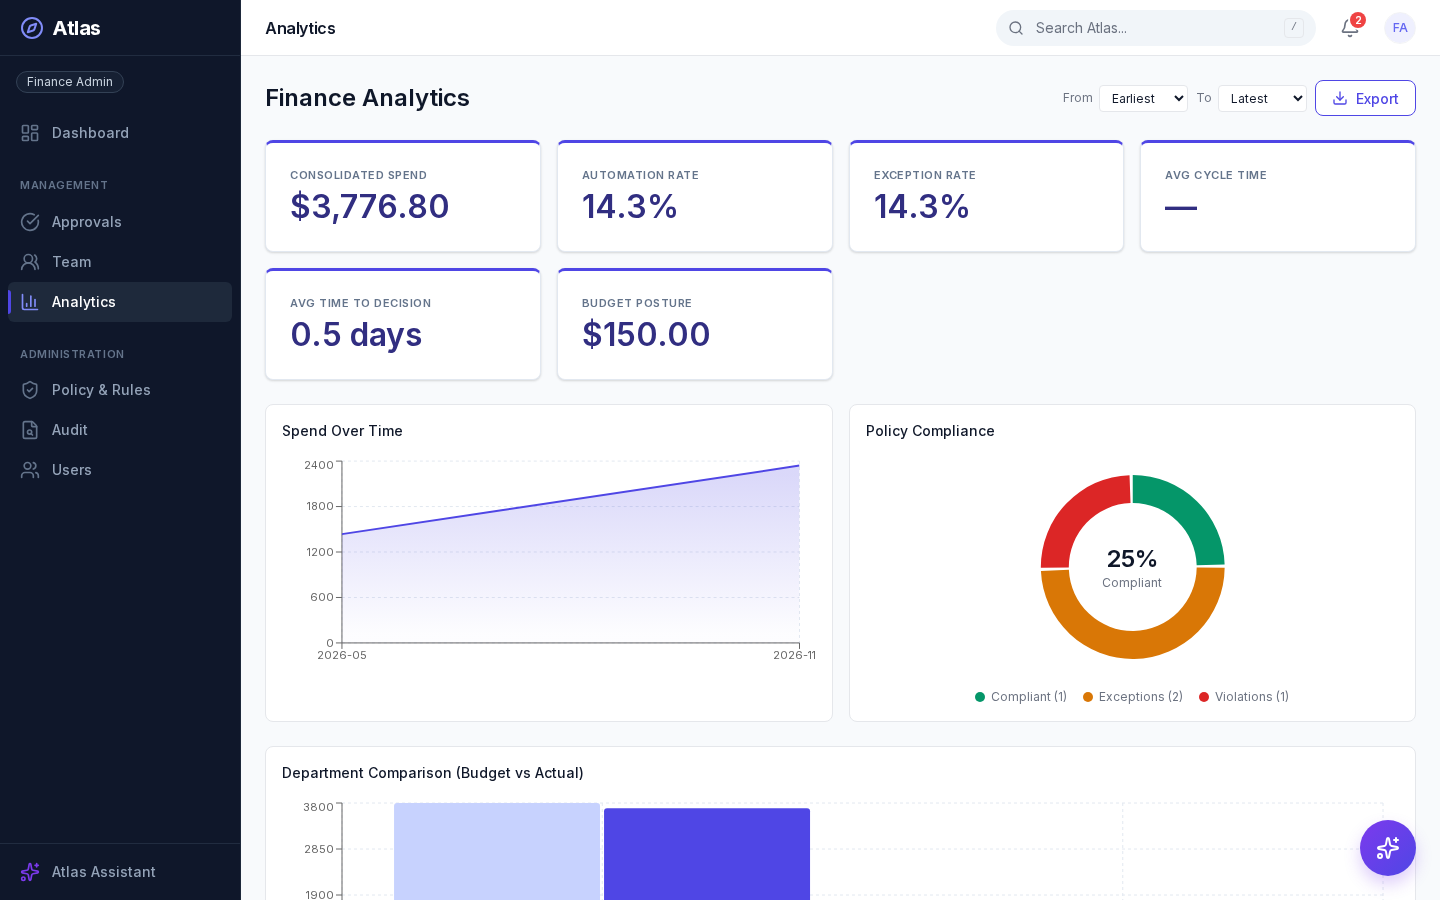 Atlas
Finance Admin
Dashboard
MANAGEMENT
Approvals
Team
Analytics
ADMINISTRATION
Policy & Rules
Audit
Users
Atlas Assistant
Analytics
Search Atlas...
/
2
FA
Finance Analytics
From
Earliest
To
Latest
Export
CONSOLIDATED SPEND
$3,776.80
AUTOMATION RATE
14.3%
EXCEPTION RATE
14.3%
AVG CYCLE TIME
—
AVG TIME TO DECISION
0.5 days
BUDGET POSTURE
$150.00
Spend Over Time
2400
1800
1200
600
0
2026-05
2026-11
Policy Compliance
25%
Compliant
Compliant (1)
Exceptions (2)
Violations (1)
Department Comparison (Budget vs Actual)
3800
2850
1900